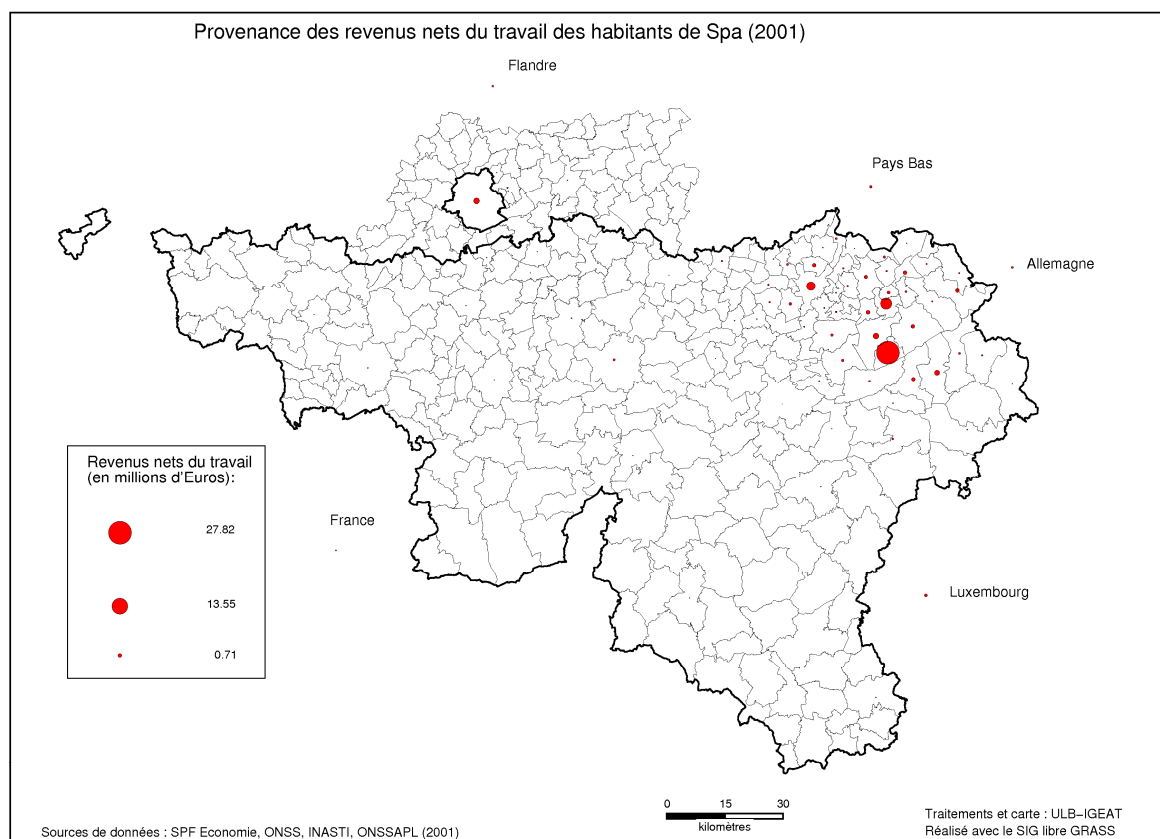 Provenance des revenus nets du travail des habitants de Spa (2001)
Flandre
Pays Bas
Allemagne
Revenus nets du travail
(en millions d'Euros):
27.82
13.55
0.71
France
Luxembourg
0 15 30
kilomètres
Sources de données : SPF Economie, ONSS, INASTI, ONSSAPL (2001)
Traitements et carte : ULB-IGEAT
Réalisé avec le SIG libre GRASS